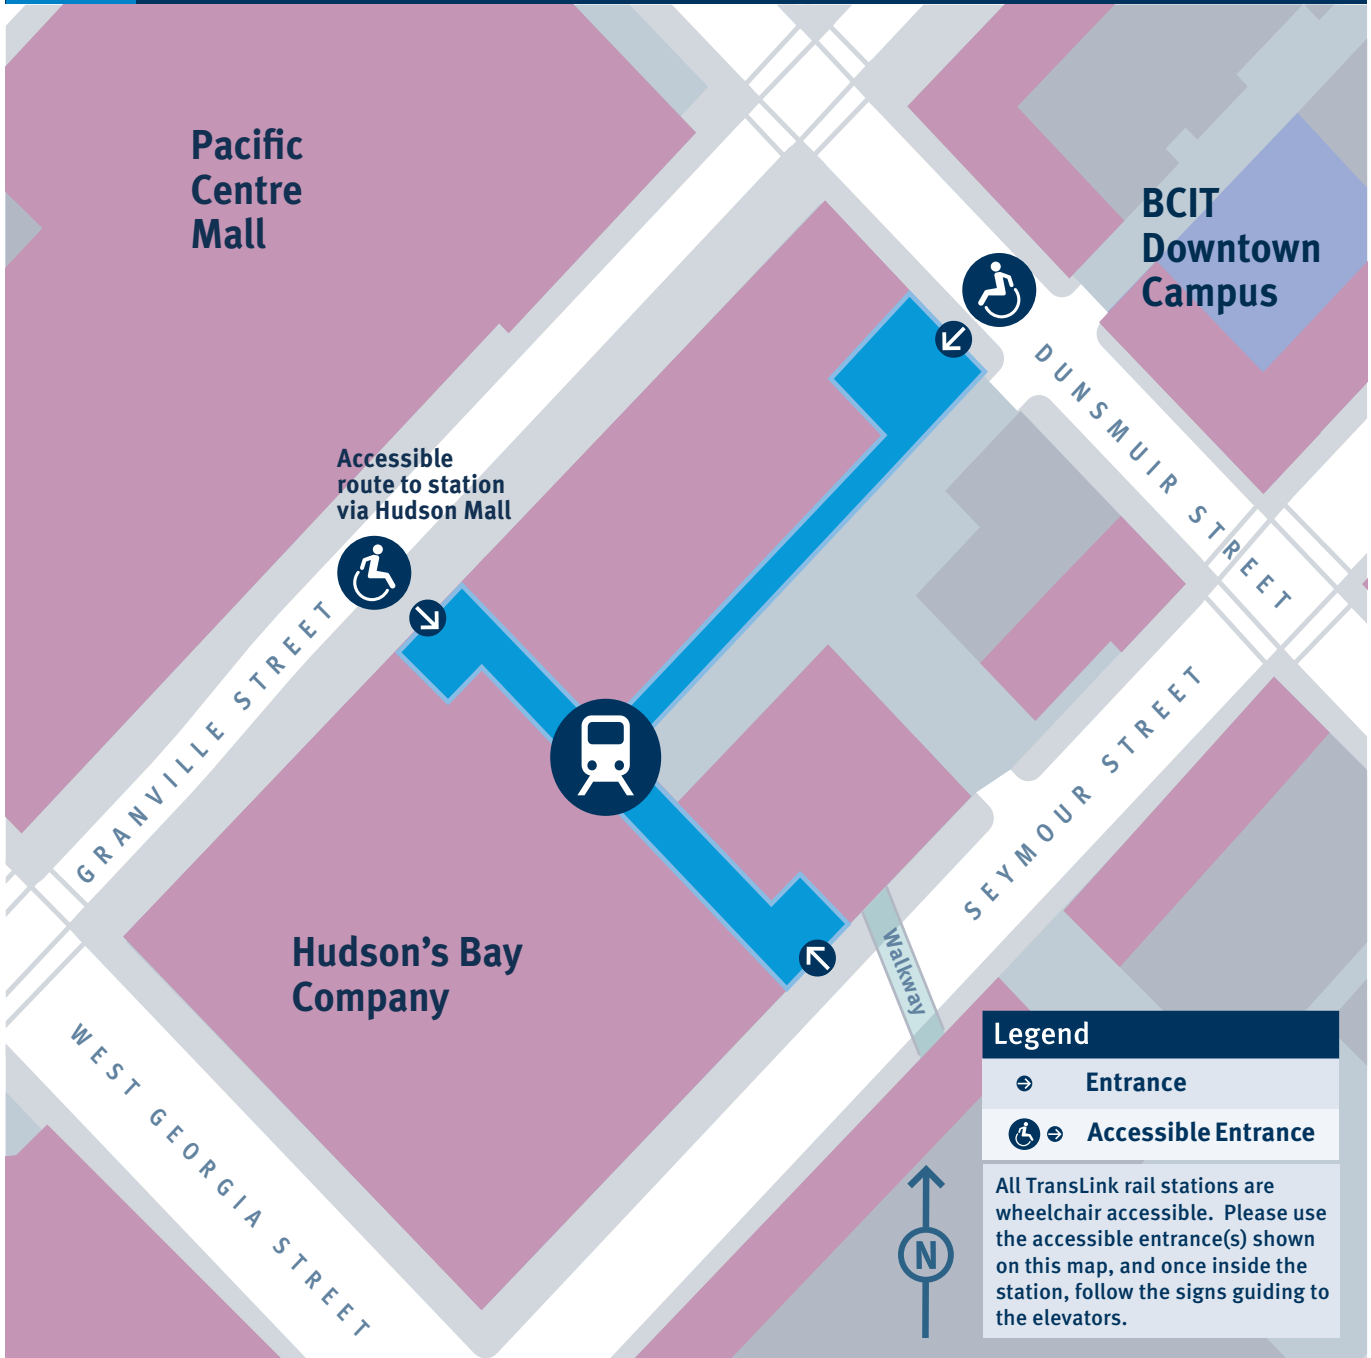 Pacific
Centre
Mall
BCIT
Downtown
Campus
DUNSMUIR STREET
Accessible
route to station
via Hudson Mall
GRANVILLE STREET
SEYMOUR STREET
Walkway
Hudson's Bay
Company
WEST GEORGIA STREET
Legend
Entrance
Accessible Entrance
All TransLink rail stations are
wheelchair accessible.  Please use
the accessible entrance(s) shown
on this map, and once inside the
station, follow the signs guiding to
the elevators.
N